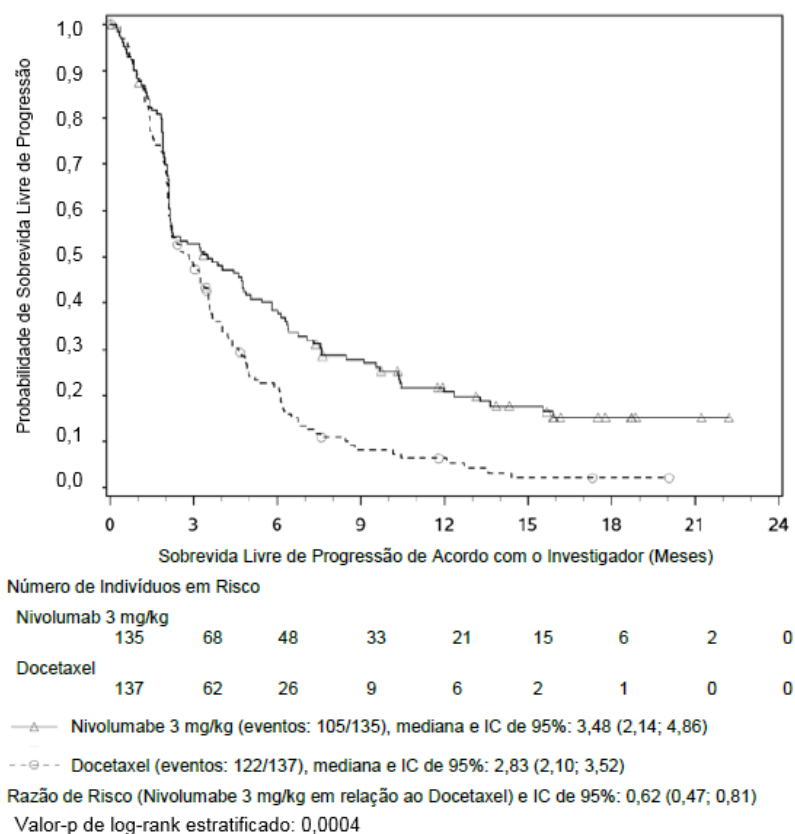 Probabilidade de Sobrevida Livre de Progressão
1,0
0,9
0,8
0,7
0,6
0,5
0,4
0,3
0,2
0,1
0,0
0 3 6 9 12 15 18 21 24
Sobrevida Livre de Progressão de Acordo com o Investigador (Meses)
Número de Indivíduos em Risco
Nivolumab 3 mg/kg
135 68 48 33 21 15 6 2 0
Docetaxel
137 62 26 9 6 2 1 0 0
Nivolumabe 3 mg/kg (eventos: 105/135), mediana e IC de 95%: 3,48 (2,14; 4,86)
Docetaxel (eventos: 122/137), mediana e IC de 95%: 2,83 (2,10; 3,52)
Razão de Risco (Nivolumabe 3 mg/kg em relação ao Docetaxel) e IC de 95%: 0,62 (0,47; 0,81)
Valor-p de log-rank estratificado: 0,0004